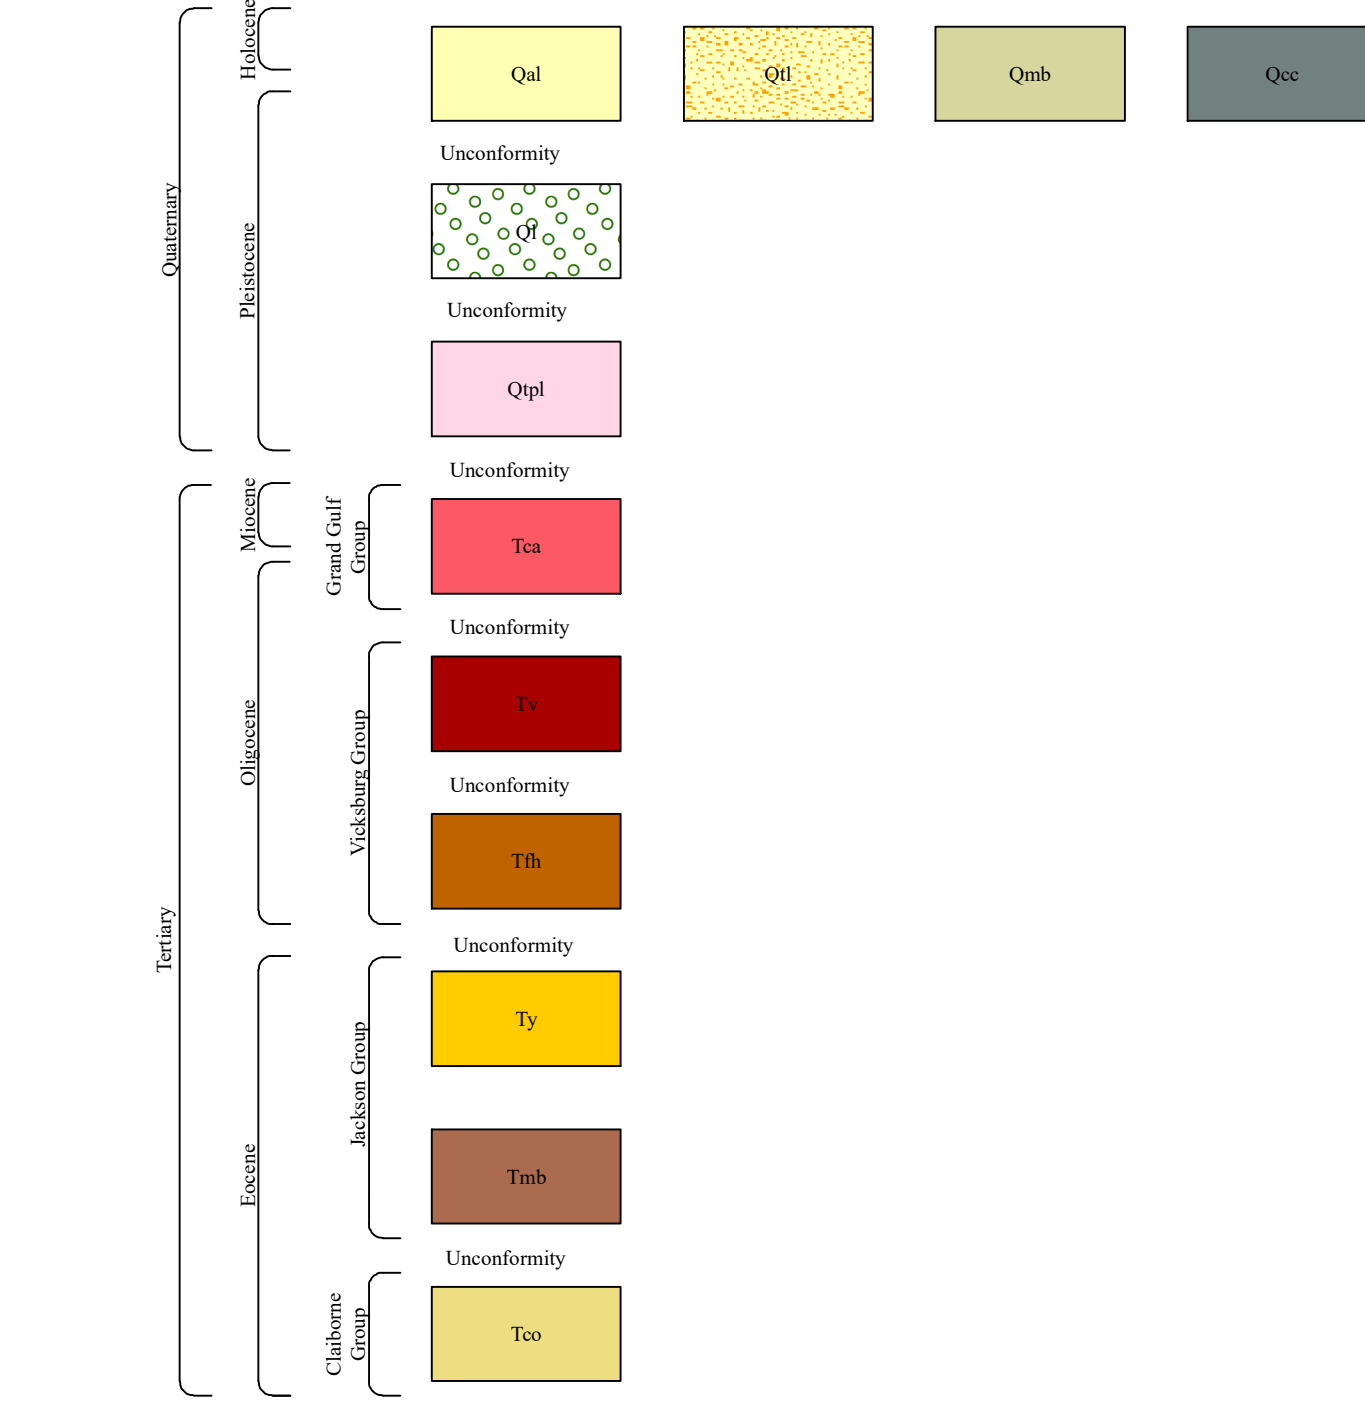 Holocene
Qal
Qtl
Qmb
Qcc
Unconformity
Quaternary
Pleistocene
Ql
Unconformity
Qtpl
Unconformity
Miocene
Grand Gulf
Group
Tca
Unconformity
Oligocene
Vicksburg Group
Tv
Unconformity
Tfh
Tertiary
Unconformity
Ty
Jackson Group
Eocene
Tmb
Unconformity
Claiborne
Group
Tco